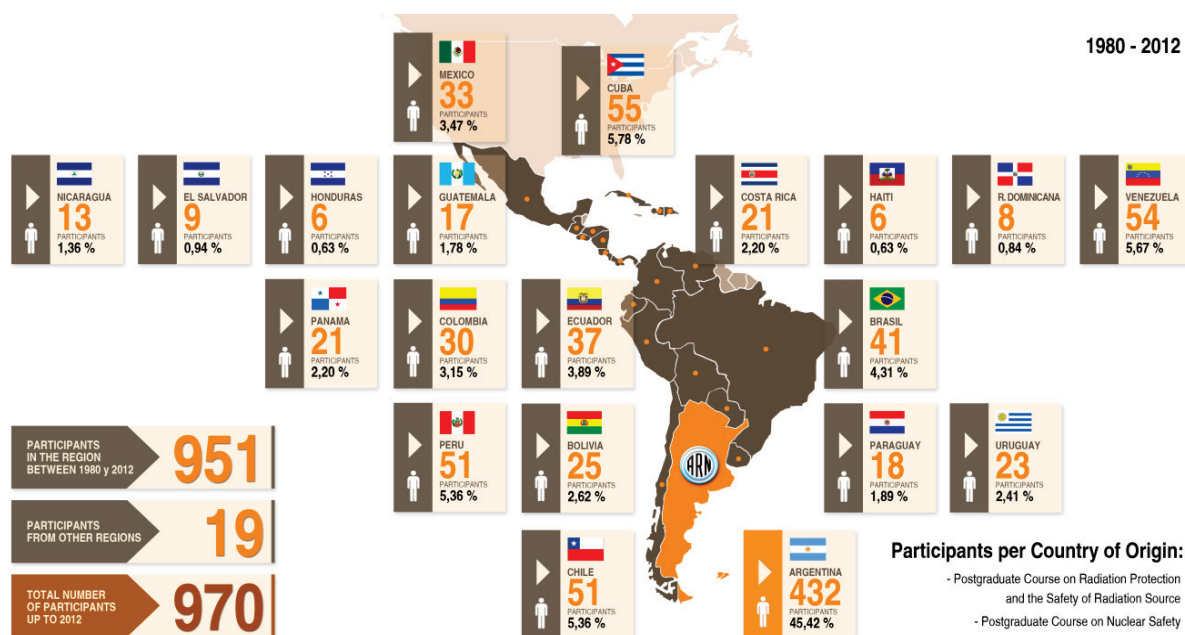 1980 - 2012
MEXICO
33
PARTICIPANTS
3,47 %
CUBA
55
PARTICIPANTS
5,78 %
NICARAGUA
13
PARTICIPANTS
1,36 %
EL SALVADOR
9
PARTICIPANTS
0,94 %
HONDURAS
6
PARTICIPANTS
0,63 %
GUATEMALA
17
PARTICIPANTS
1,78 %
COSTA RICA
21
PARTICIPANTS
2,20 %
HAITI
6
PARTICIPANTS
0,63 %
R.DOMINICANA
8
PARTICIPANTS
0,84 %
VENEZUELA
54
PARTICIPANTS
5,67 %
PANAMA
21
PARTICIPANTS
2,20 %
COLOMBIA
30
PARTICIPANTS
3,15 %
ECUADOR
37
PARTICIPANTS
3,89 %
BRASIL
41
PARTICIPANTS
4,31 %
PERU
51
PARTICIPANTS
5,36 %
BOLIVIA
25
PARTICIPANTS
2,62 %
ARN
PARAGUAY
18
PARTICIPANTS
1,89 %
URUGUAY
23
PARTICIPANTS
2,41 %
PARTICIPANTS
IN THE REGION
BETWEEN 1980 y 2012
951
PARTICIPANTS
FROM OTHER REGIONS
19
TOTAL NUMBER
OF PARTICIPANTS
UP TO 2012
970
CHILE
51
PARTICIPANTS
5,36 %
ARGENTINA
432
PARTICIPANTS
45,42 %
Participants per Country of Origin:
- Postgraduate Course on Radiation Protection
and the Safety of Radiation Source
- Postgraduate Course on Nuclear Safety